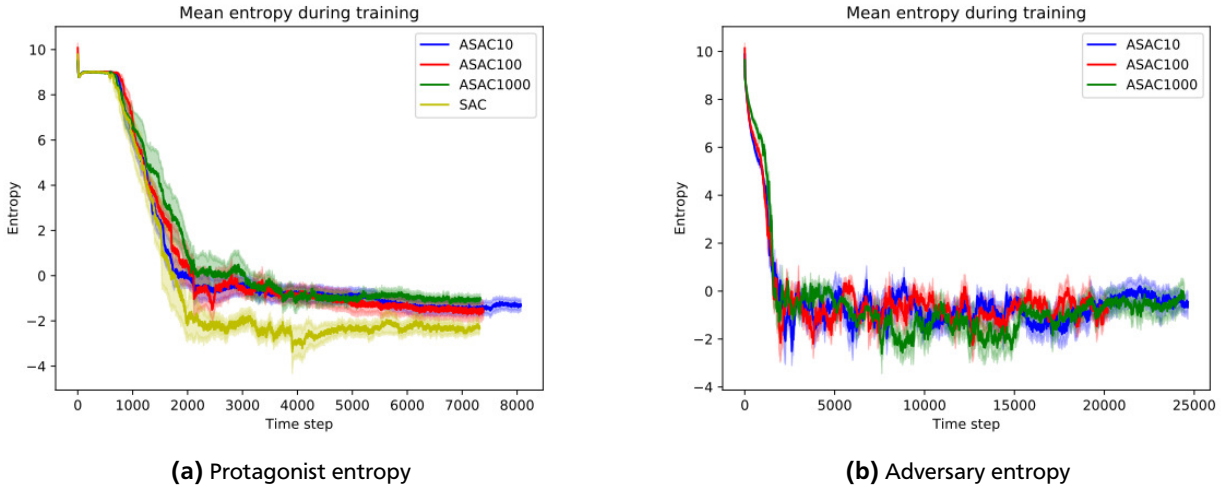 Mean entropy during training
10
8
6
4
2
0
−2
−4
Entropy
0 1000 2000 3000 4000 5000 6000 7000 8000
Time step
ASAC10
ASAC100
ASAC1000
SAC
(a) Protagonist entropy
Mean entropy during training
10
8
6
4
2
0
−2
−4
Entropy
0 5000 10000 15000 20000 25000
Time step
ASAC10
ASAC100
ASAC1000
(b) Adversary entropy